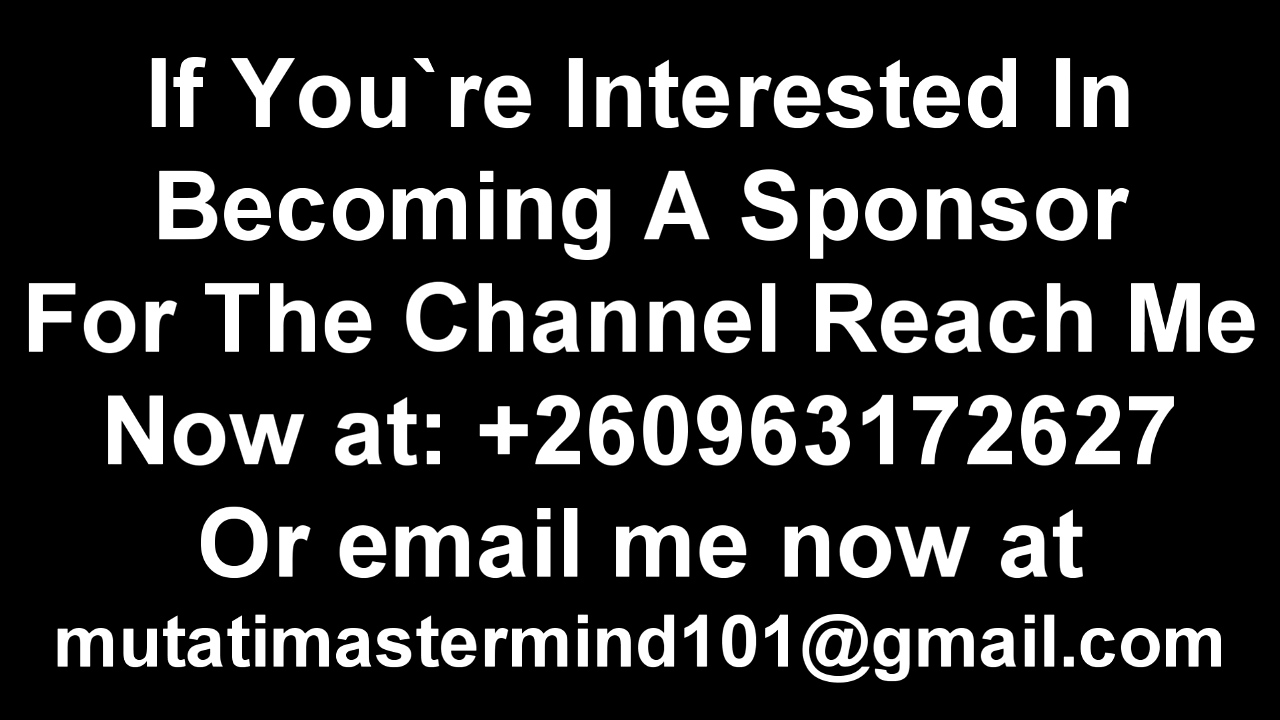 If You`re Interested In
Becoming A Sponsor
For The Channel Reach Me
Now at: +260963172627
Or email me now at
mutatimastermind101@gmail.com